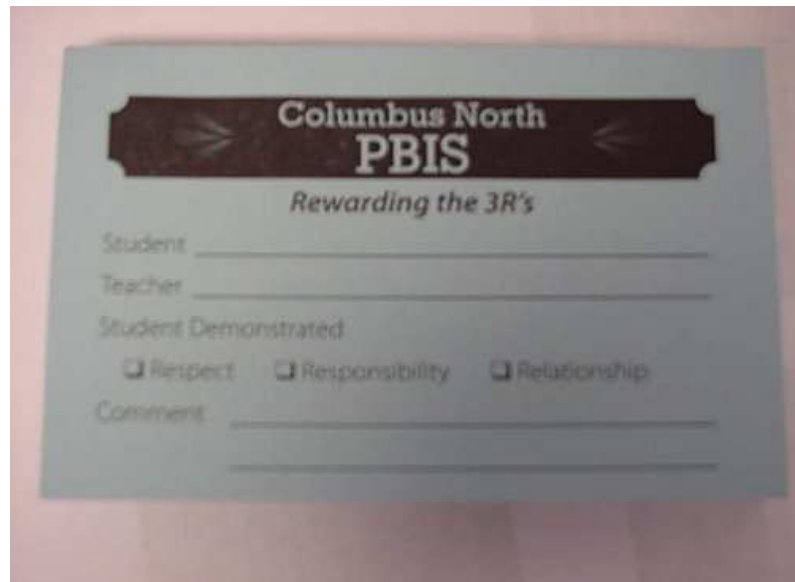 Columbus North
PBIS
Rewarding the 3R's
Student
Teacher
Student Demonstrated
❑ Respect ❑ Responsibility ❑ Relationship
Comment